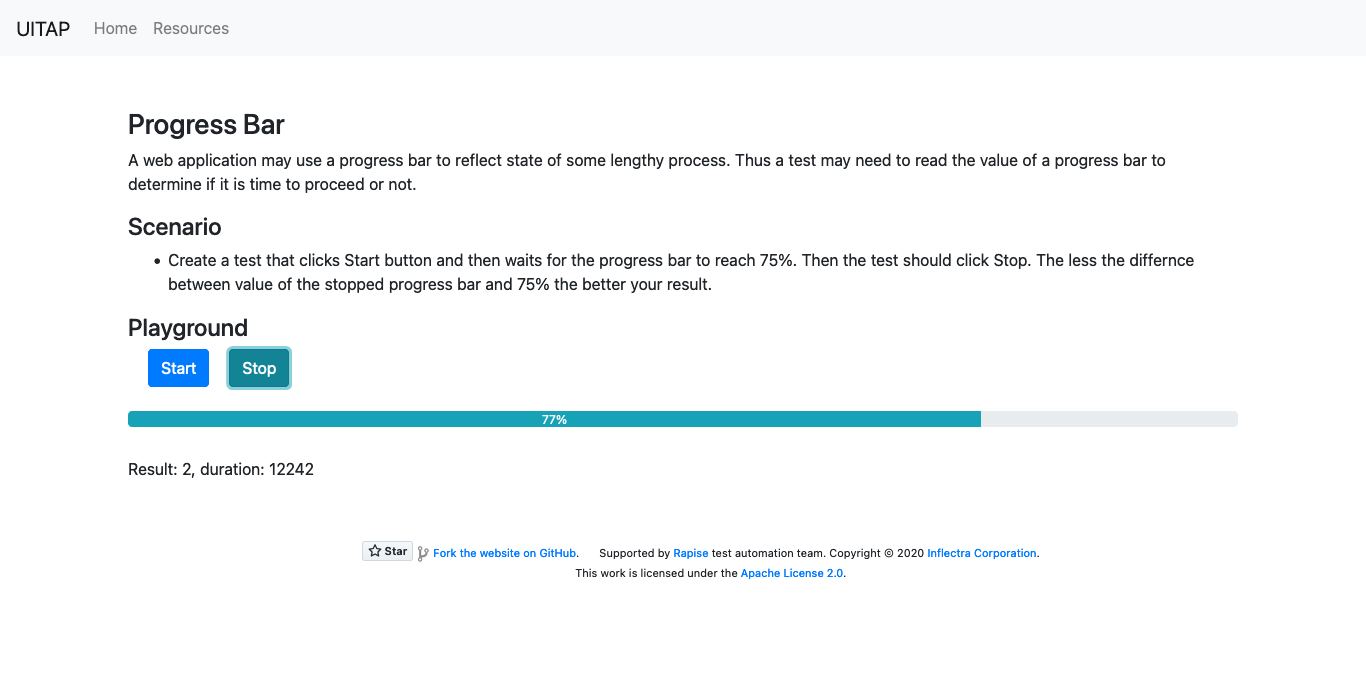 UITAP Home Resources
Progress Bar
A web application may use a progress bar to reflect state of some lengthy process. Thus a test may need to read the value of a progress bar to
determine if it is time to proceed or not.
Scenario
• Create a test that clicks Start button and then waits for the progress bar to reach 75%. Then the test should click Stop. The less the differnce
between value of the stopped progress bar and 75% the better your result.
Playground
Start Stop
77%
Result: 2, duration: 12242
Star Fork the website on GitHub. Supported by Rapise test automation team. Copyright © 2020 Inflectra Corporation.
This work is licensed under the Apache License 2.0.